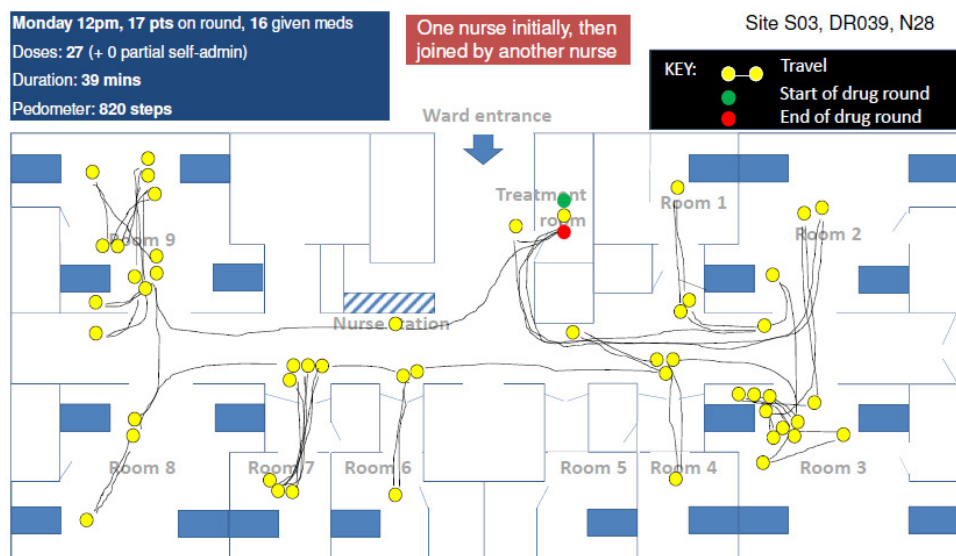 Monday 12pm, 17 pts on round, 16 given meds
Doses: 27 (+ 0 partial self-admin)
Duration: 39 mins
Pedometer: 820 steps
One nurse initially, then
joined by another nurse
Site S03, DR039, N28
KEY:
Travel
Start of drug round
End of drug round
Ward entrance
Treatment
room
Room 1
Room 2
Room 9
Nurse station
Room 8
Room 7
Room 6
Room 5
Room 4
Room 3